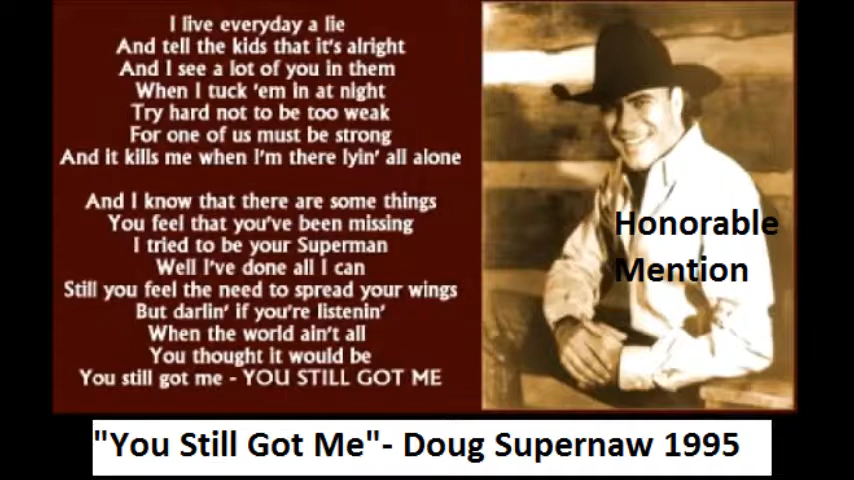 I live everyday a lie
And tell the kids that it's alright
And I see a lot of you in them
When I tuck 'em in at night
Try hard not to be too weak
For one of us must be strong
And it kills me when I'm there lyin' all alone
And I know that there are some things
You feel that you've been missing
I tried to be your Superman
Well I've done all I can
Still you feel the need to spread your wings
But darlin' if you're listenin'
When the world ain't all
You thought it would be
You still got me - YOU STILL GOT ME
Honorable
Mention
"You Still Got Me"- Doug Supernaw 1995